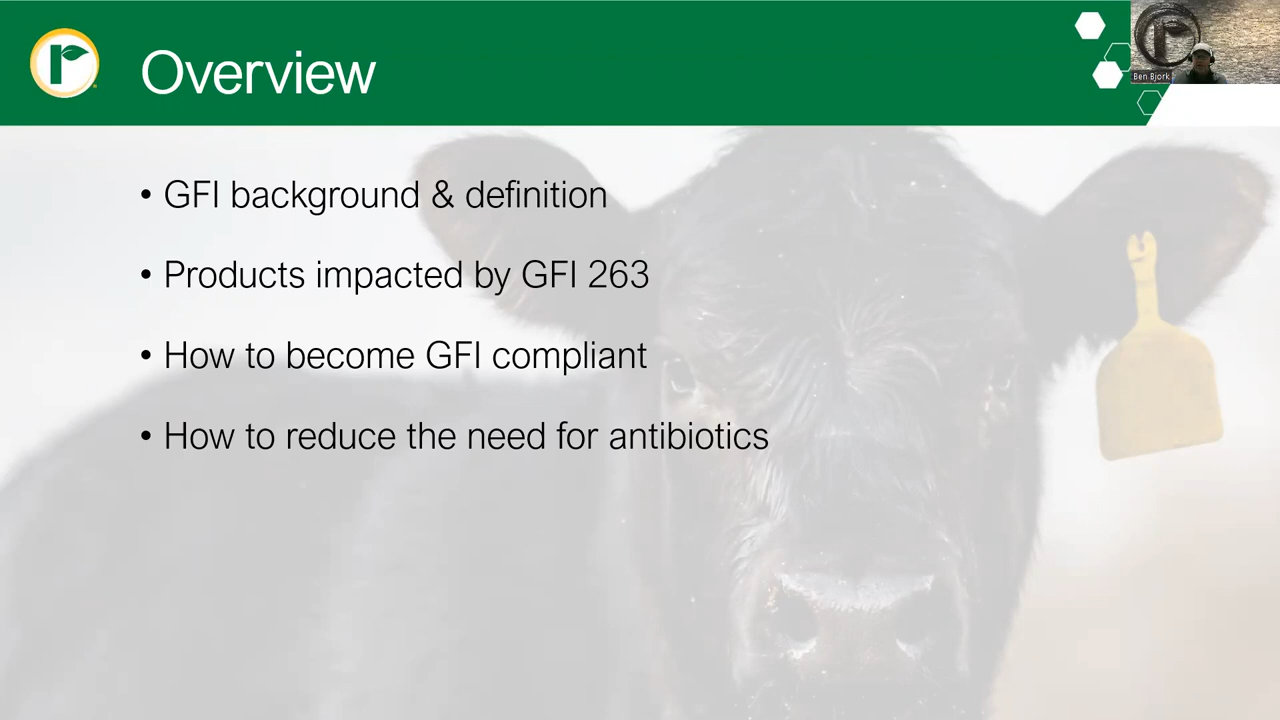 r
Overview
Ben Bjork
• GFI background & definition
• Products impacted by GFI 263
• How to become GFI compliant
• How to reduce the need for antibiotics